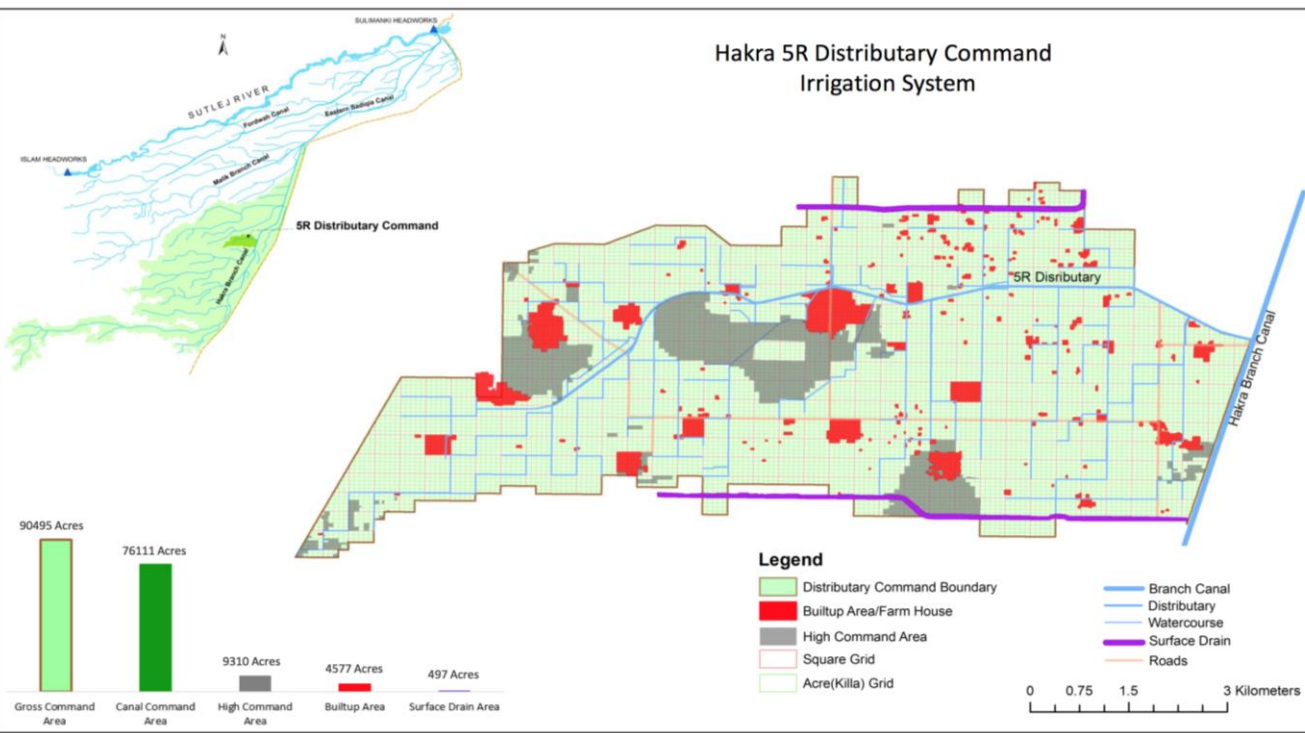 SULIMANKI HEADWORKS
N
SUTLEJ RIVER
Fordwah Canal
Eastern Sadiqia Canal
ISLAM HEADWORKS
Malik Branch Canal
5R Distributary Command
Hakra Branch Canal
Hakra 5R Distributary Command
Irrigation System
5R Disributary
Hakra Branch Canal
90495 Acres
76111 Acres
9310 Acres
4577 Acres
497 Acres
Gross Command
Area
Canal Command
Area
High Command
Area
Builtup Area
Surface Drain Area
Legend
Distributary Command Boundary
Builtup Area/Farm House
High Command Area
Square Grid
Acre(Killa) Grid
Branch Canal
Distributary
Watercourse
Surface Drain
Roads
0 0.75 1.5 3 Kilometers